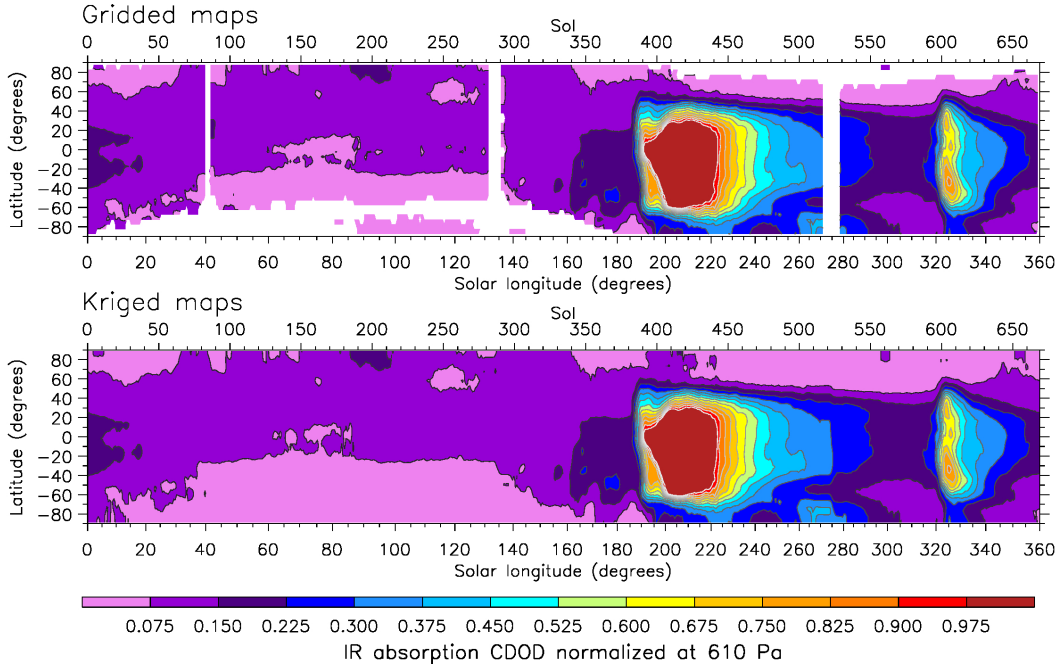 Gridded maps
Sol
0 50 100 150 200 250 300 350 400 450 500 550 600 650
Latitude (degrees)
80
60
40
20
0
−20
−40
−60
−80
0 20 40 60 80 100 120 140 160 180 200 220 240 260 280 300 320 340 360
Solar longitude (degrees)
Kriged maps
Sol
0 50 100 150 200 250 300 350 400 450 500 550 600 650
Latitude (degrees)
80
60
40
20
0
−20
−40
−60
−80
0 20 40 60 80 100 120 140 160 180 200 220 240 260 280 300 320 340 360
Solar longitude (degrees)
0.075 0.150 0.225 0.300 0.375 0.450 0.525 0.600 0.675 0.750 0.825 0.900 0.975
IR absorption CDOD normalized at 610 Pa